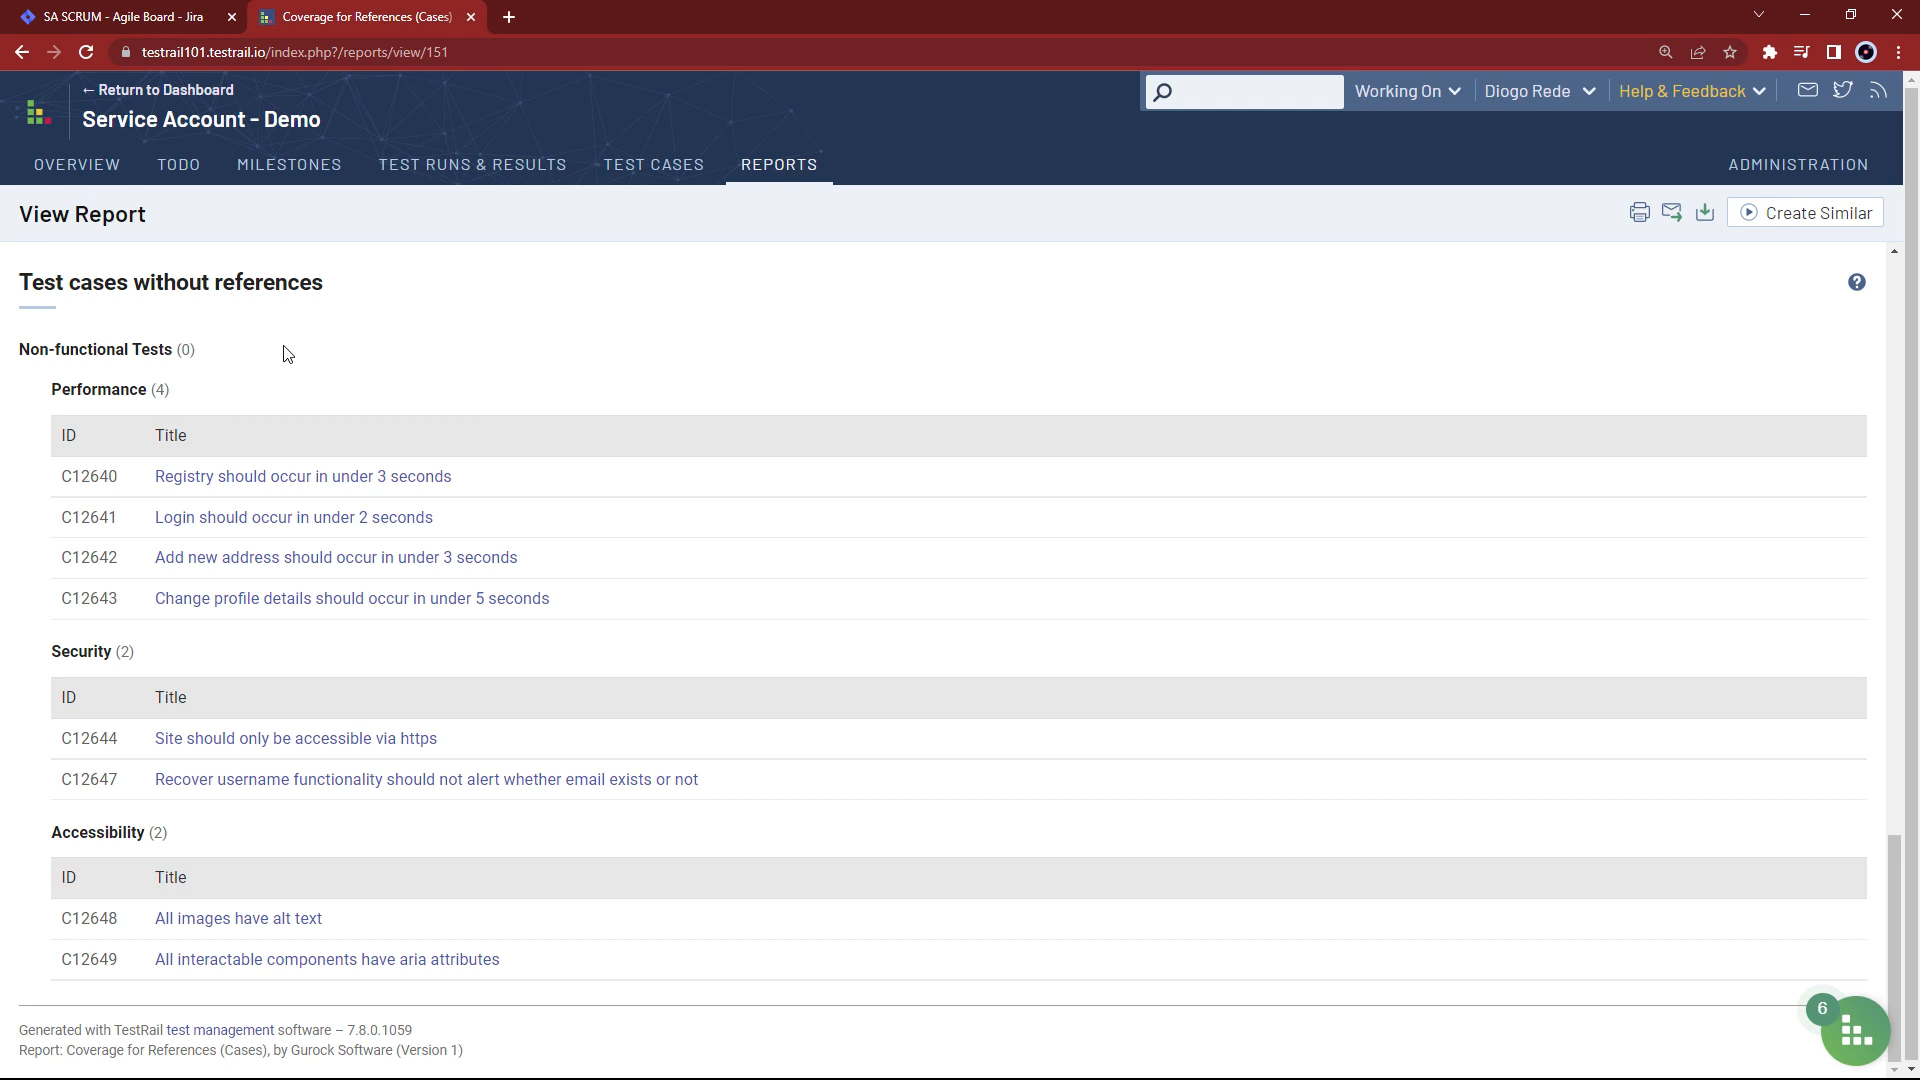 SA SCRUM - Agile Board - Jira
Coverage for References (Cases)
testrail101.testrail.io/index.php?/reports/view/151
← Return to Dashboard
Service Account - Demo
Working On
Diogo Rede
Help & Feedback
OVERVIEW
TODO
MILESTONES
TEST RUNS & RESULTS
TEST CASES
REPORTS
ADMINISTRATION
View Report
Create Similar
Test cases without references
?
Non-functional Tests (0)
Performance (4)
ID Title
C12640 Registry should occur in under 3 seconds
C12641 Login should occur in under 2 seconds
C12642 Add new address should occur in under 3 seconds
C12643 Change profile details should occur in under 5 seconds
Security (2)
ID Title
C12644 Site should only be accessible via https
C12647 Recover username functionality should not alert whether email exists or not
Accessibility (2)
ID Title
C12648 All images have alt text
C12649 All interactable components have aria attributes
6
Generated with TestRail test management software – 7.8.0.1059
Report: Coverage for References (Cases), by Gurock Software (Version 1)